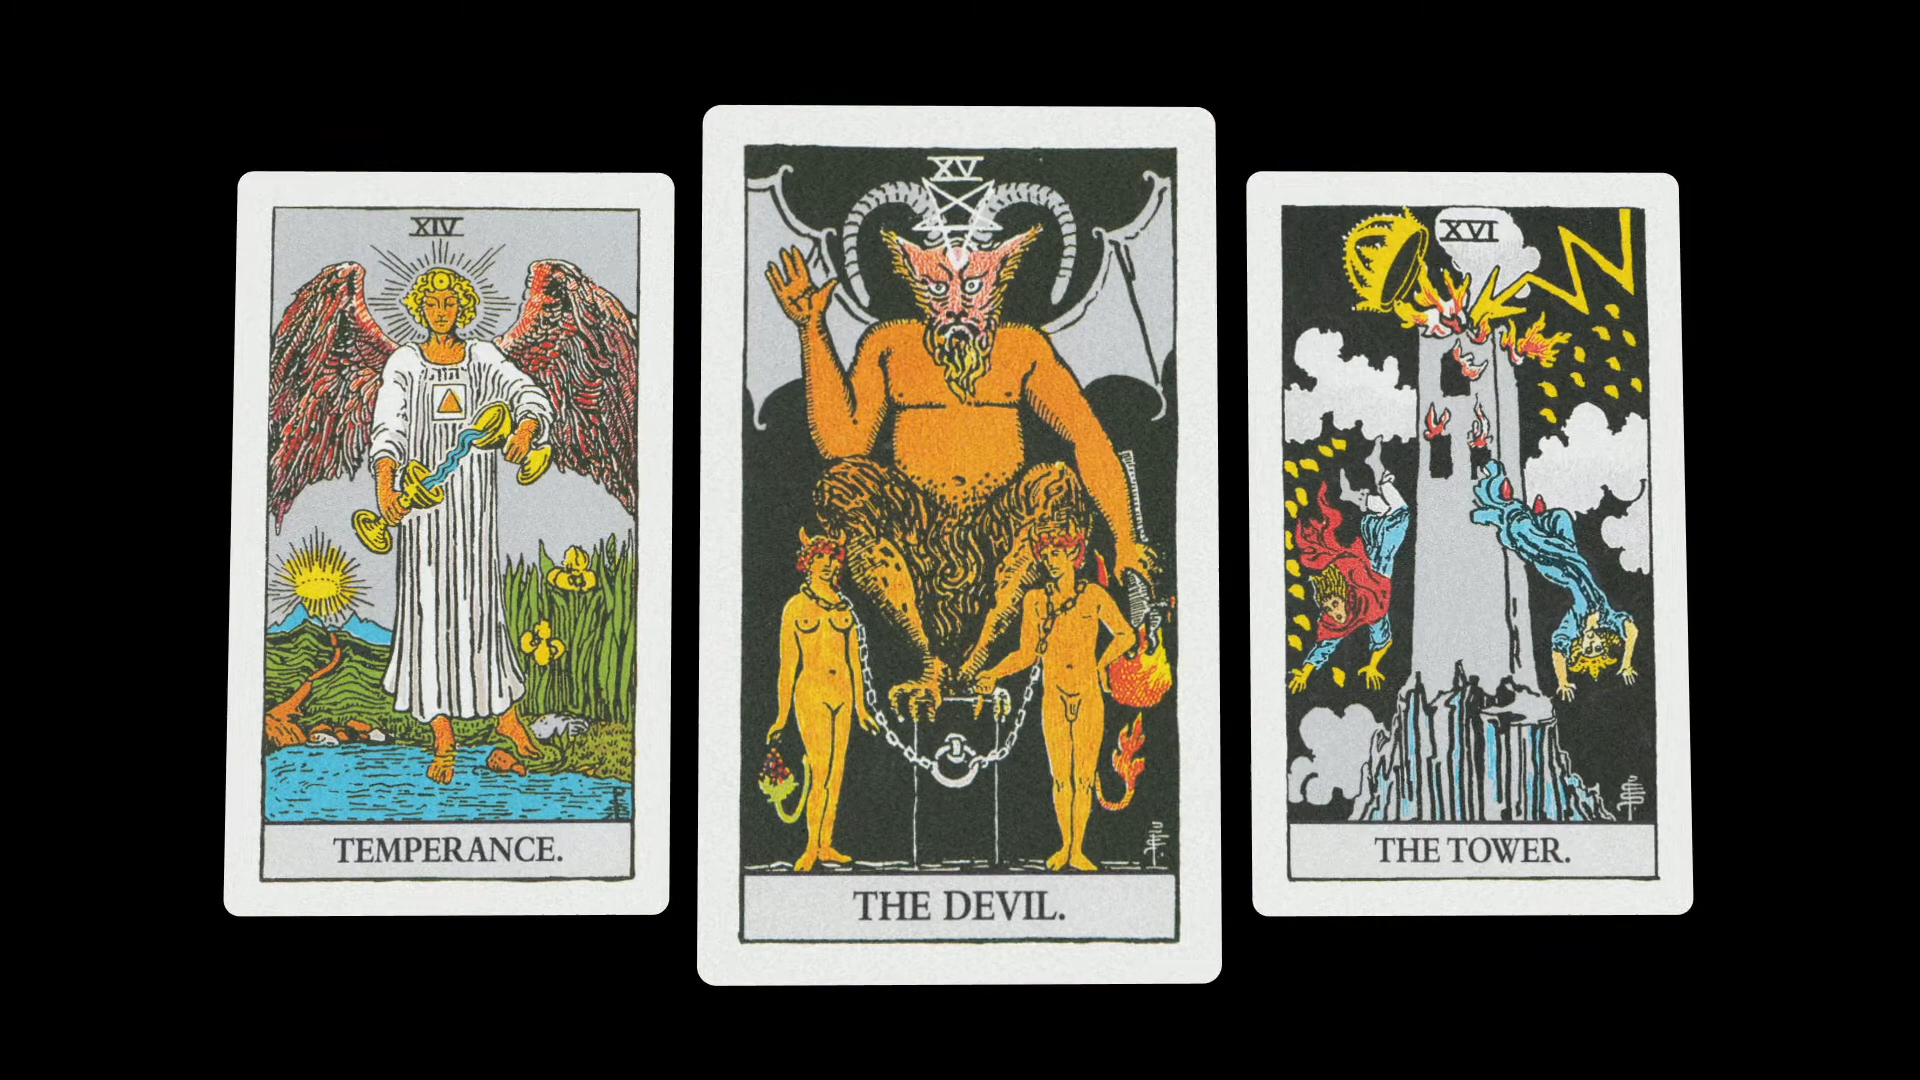 XIV
TEMPERANCE.
XV
THE DEVIL.
XVI
THE TOWER.